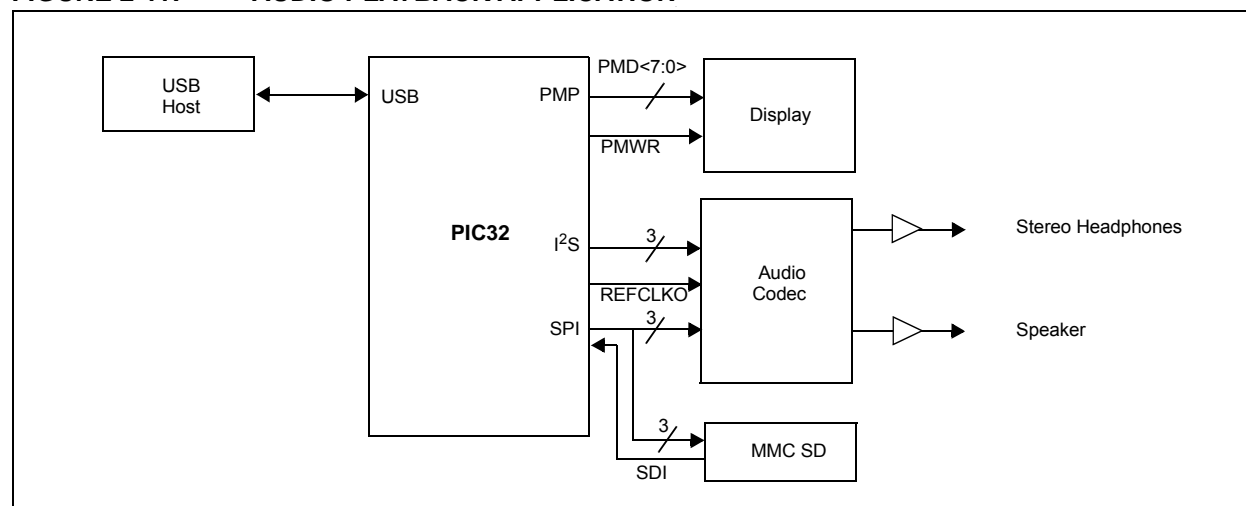 USB
Host
USB
PMP
PMD<7:0>
PMWR
Display
PIC32
I²S
3
REFCLKO
SPI
3
Audio
Codec
Stereo Headphones
Speaker
3
SDI
MMC SD